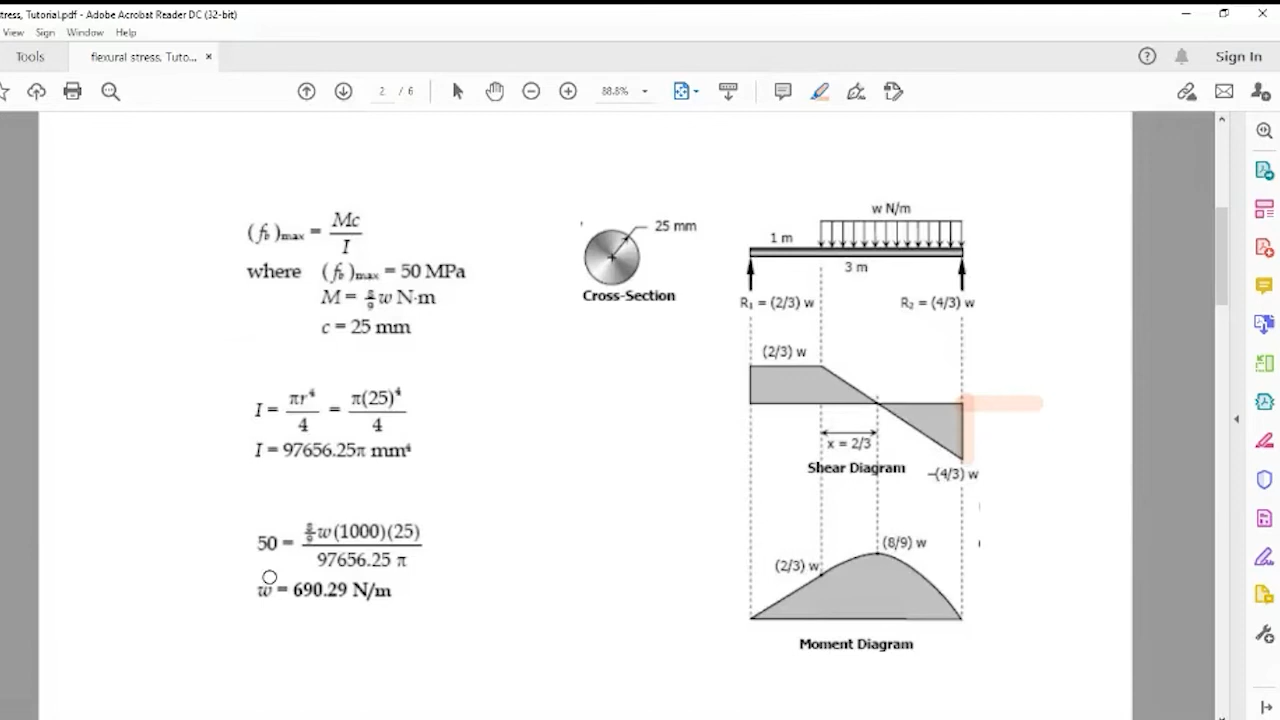 stress, Tutorial.pdf - Adobe Acrobat Reader DC (32-bit)
View Sign Window Help
Tools
flexural stress, Tuto... ×
Sign In
2 / 6
88.8%
(f_b)max = Mc / I
where (f_b)max = 50 MPa
M = 8/9 w N·m
c = 25 mm
I = πr⁴ / 4 = π(25)⁴ / 4
I = 97656.25π mm⁴
50 = 8/9 w(1000)(25) / 97656.25 π
w = 690.29 N/m
25 mm
Cross-Section
w N/m
1 m
3 m
R₁ = (2/3) w
R₂ = (4/3) w
(2/3) w
x = 2/3
Shear Diagram
–(4/3) w
(8/9) w
(2/3) w
Moment Diagram